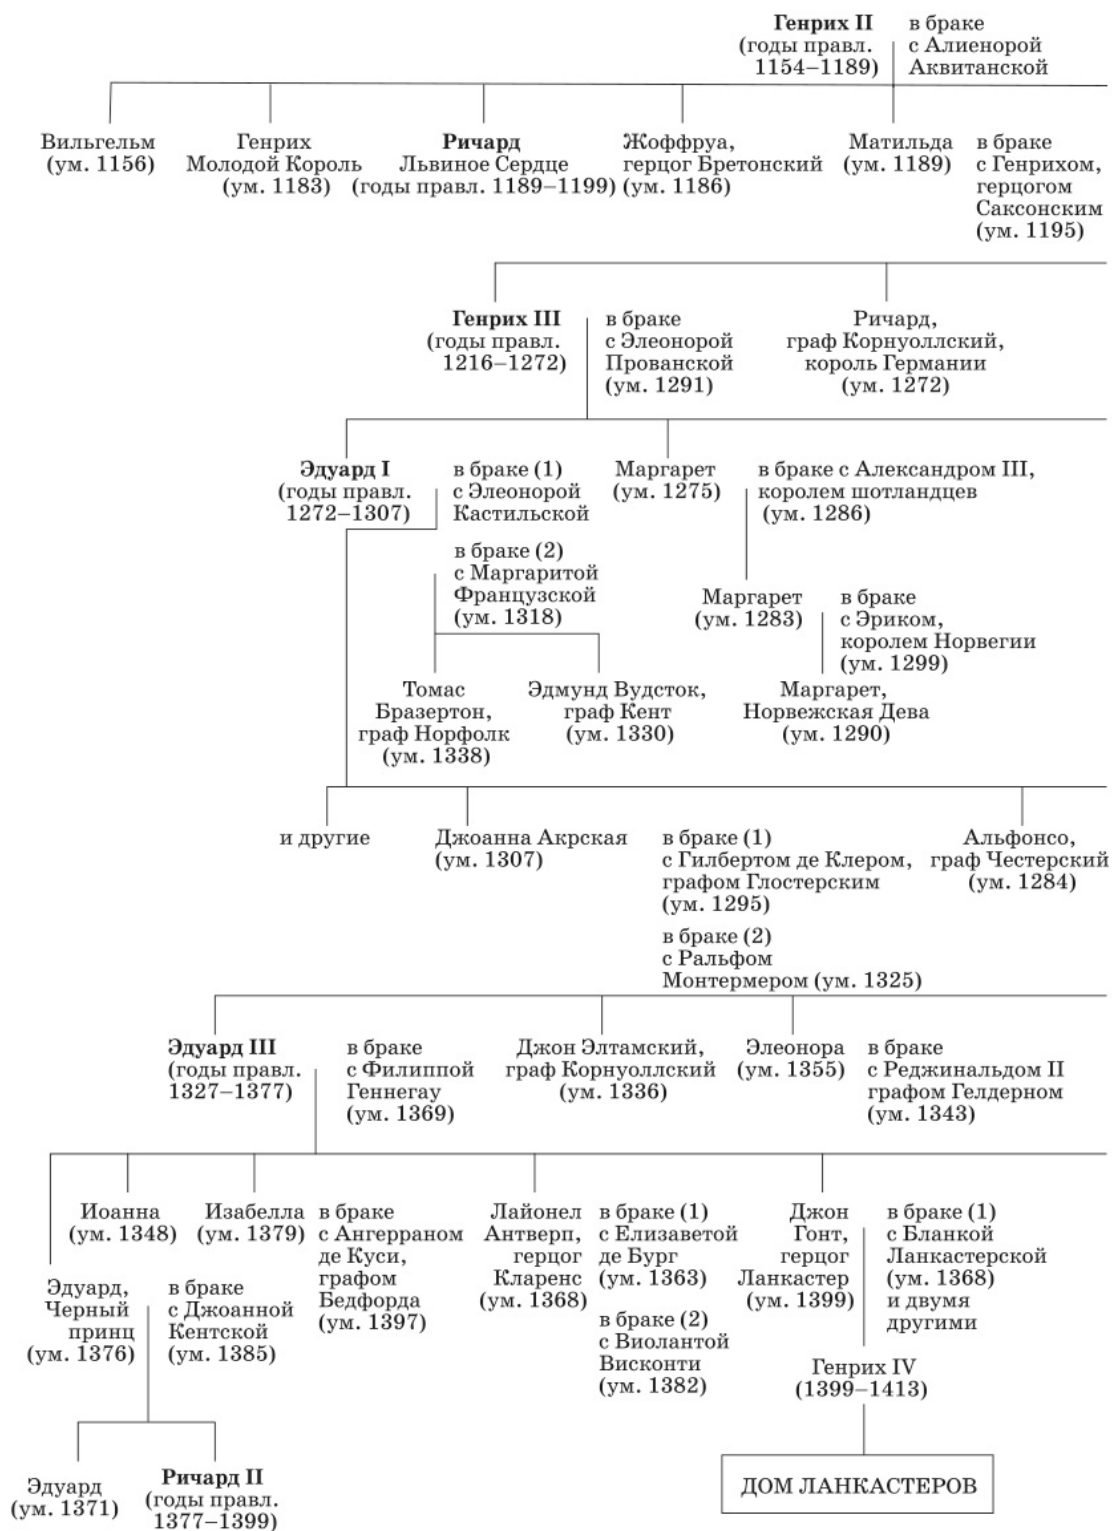 Генрих II
(годы правл.
1154–1189)
в браке
с Алиенорой
Аквитанской
Вильгельм
(ум. 1156)
Генрих
Молодой Король
(ум. 1183)
Ричард
Львиное Сердце
(годы правл. 1189–1199)
Жоффруа,
герцог Бретонский
(ум. 1186)
Матильда
(ум. 1189)
в браке
с Генрихом,
герцогом
Саксонским
(ум. 1195)
Генрих III
(годы правл.
1216–1272)
в браке
с Элеонорой
Прованской
(ум. 1291)
Ричард,
граф Корнуоллский,
король Германии
(ум. 1272)
Эдуард I
(годы правл.
1272–1307)
в браке (1)
с Элеонорой
Кастильской
в браке (2)
с Маргаритой
Французской
(ум. 1318)
Маргарет
(ум. 1275)
в браке с Александром III,
королем шотландцев
(ум. 1286)
Маргарет
(ум. 1283)
в браке
с Эриком,
королем Норвегии
(ум. 1299)
Томас
Бразертон,
граф Норфолк
(ум. 1338)
Эдмунд Вудсток,
граф Кент
(ум. 1330)
Маргарет,
Норвежская Дева
(ум. 1290)
и другие
Джоанна Акрская
(ум. 1307)
в браке (1)
с Гилбертом де Клером,
графом Глостерским
(ум. 1295)
в браке (2)
с Ральфом
Монтермером (ум. 1325)
Альфонсо,
граф Честерский
(ум. 1284)
Эдуард III
(годы правл.
1327–1377)
в браке
с Филиппой
Геннегау
(ум. 1369)
Джон Элтамский,
граф Корнуоллский
(ум. 1336)
Элеонора
(ум. 1355)
в браке
с Реджинальдом II
графом Гелдерном
(ум. 1343)
Иоанна
(ум. 1348)
Изабелла
(ум. 1379)
в браке
с Ангерраном
де Куси,
графом
Бедфорда
(ум. 1397)
Лайонел
Антверп,
герцог
Кларенс
(ум. 1368)
в браке (1)
с Елизаветой
де Бург
(ум. 1363)
в браке (2)
с Виолантой
Висконти
(ум. 1382)
Джон
Гонт,
герцог
Ланкастер
(ум. 1399)
в браке (1)
с Бланкой
Ланкастерской
(ум. 1368)
и двумя
другими
Эдуард,
Черный
принц
(ум. 1376)
в браке
с Джоанной
Кентской
(ум. 1385)
Генрих IV
(1399–1413)
Эдуард
(ум. 1371)
Ричард II
(годы правл.
1377–1399)
ДОМ ЛАНКАСТЕРОВ